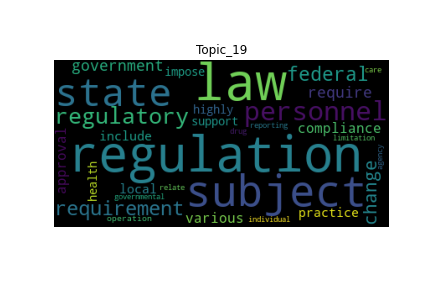 Topic_19
government
impose
law
federal
care
state
highly
require
regulatory
support
personnel
drug
reporting
approval
include
compliance
limitation
regulation
health
local
relate
subject
change
agency
governmental
requirement
various
practice
operation
individual